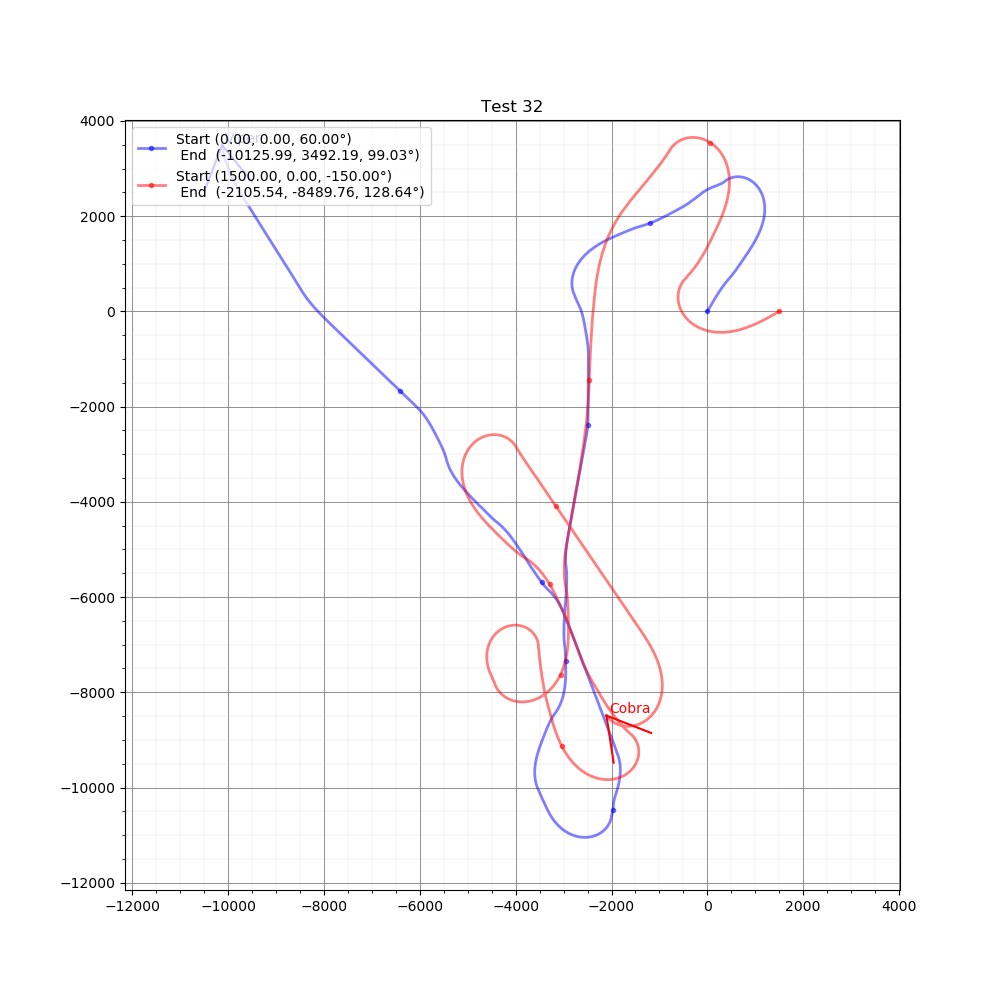 Test 32
4000
2000
0
−2000
−4000
−6000
−8000
−10000
−12000
Start (0.00, 0.00, 60.00°)
End (-10125.99, 3492.19, 99.03°)
Start (1500.00, 0.00, -150.00°)
End (-2105.54, -8489.76, 128.64°)
Cobra
−12000 −10000 −8000 −6000 −4000 −2000 0 2000 4000